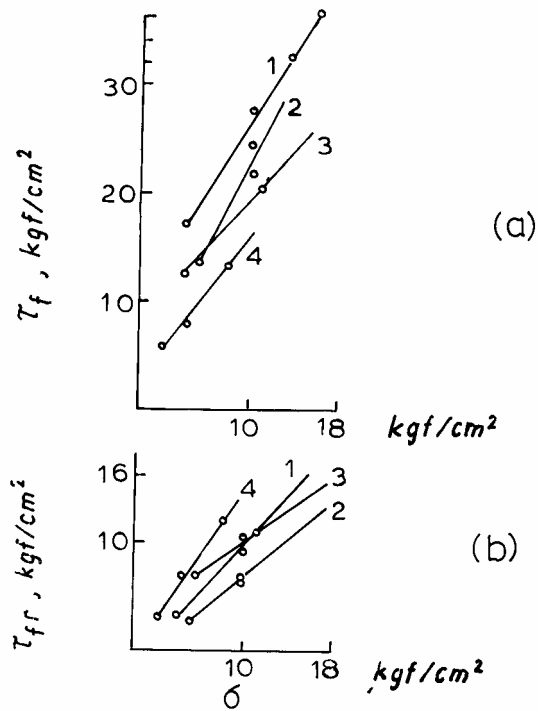 30
20
10
1
2
3
4
τf , kgf/cm²
(a)
10 18 kgf/cm²
16
10
4
1
3
2
τfr, kgf/cm²
(b)
10 18 kgf/cm²
σ